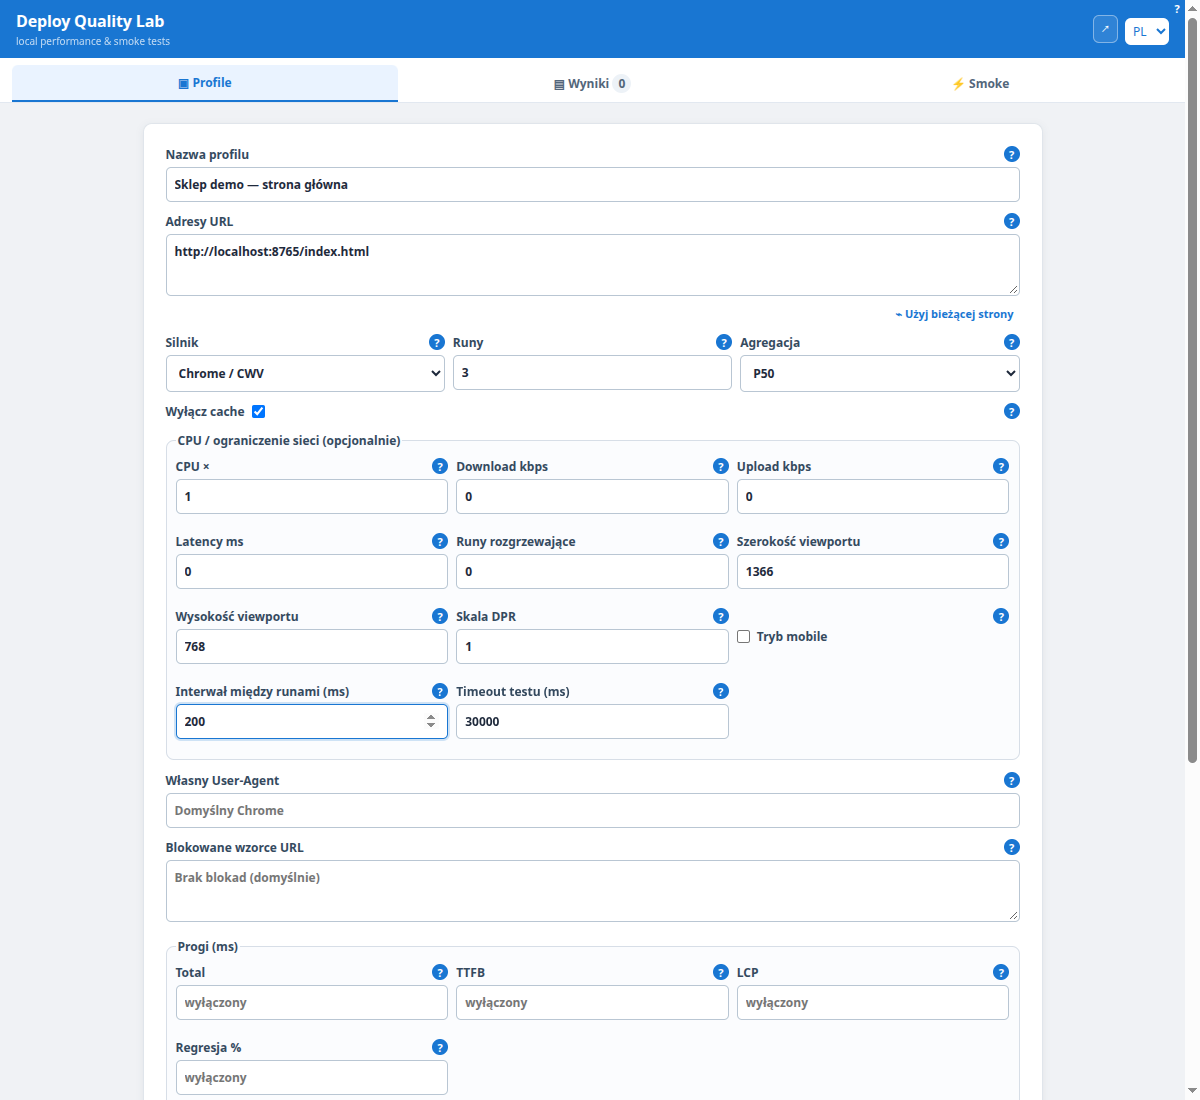 Deploy Quality Lab
local performance & smoke tests
?
↗
PL
▣ Profile
▤ Wyniki 0
⚡ Smoke
Nazwa profilu ?
Sklep demo — strona główna
Adresy URL ?
http://localhost:8765/index.html
⌁ Użyj bieżącej strony
Silnik ? Runy ? Agregacja ?
Chrome / CWV 3 P50
Wyłącz cache ?
CPU / ograniczenie sieci (opcjonalnie)
CPU × ? Download kbps ? Upload kbps ?
1 0 0
Latency ms ? Runy rozgrzewające ? Szerokość viewportu ?
0 0 1366
Wysokość viewportu ? Skala DPR ? ?
768 1 Tryb mobile
Interwał między runami (ms) ? Timeout testu (ms) ?
200 30000
Własny User-Agent ?
Domyślny Chrome
Blokowane wzorce URL ?
Brak blokad (domyślnie)
Progi (ms)
Total ? TTFB ? LCP ?
wyłączony wyłączony wyłączony
Regresja % ?
wyłączony